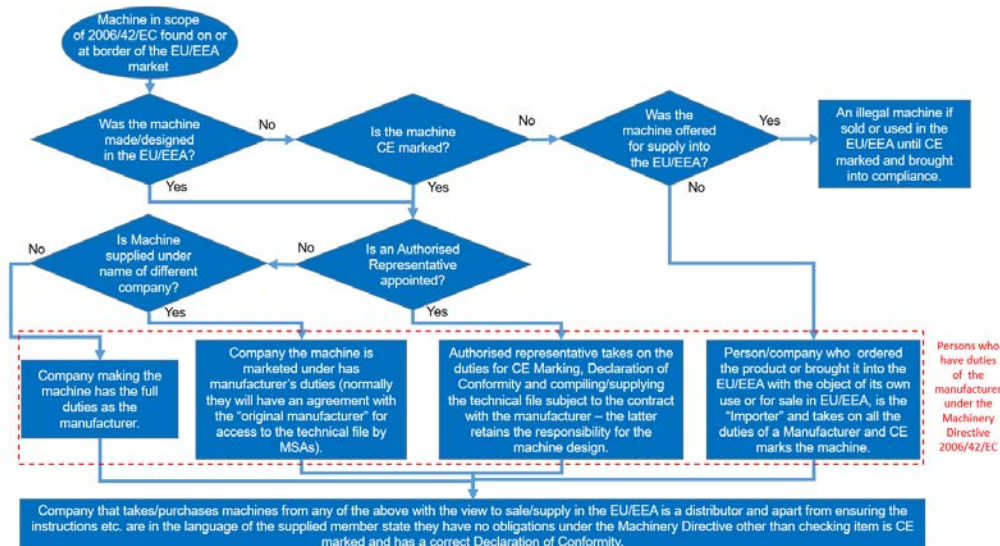 Machine in scope
of 2006/42/EC found on or
at border of the EU/EEA
market
Was the machine
made/designed
in the EU/EEA?
No
Is the machine
CE marked?
No
Was the
machine offered
for supply into
the EU/EEA?
Yes
An illegal machine if
sold or used in the
EU/EEA until CE
marked and brought
into compliance.
Yes
Yes
No
No
Is Machine
supplied under
name of different
company?
No
Is an Authorised
Representative
appointed?
Yes
Yes
Company making the
machine has the full
duties as the
manufacturer.
Company the machine is
marketed under has
manufacturer's duties (normally
they will have an agreement with
the "original manufacturer" for
access to the technical file by
MSAs).
Authorised representative takes on the
duties for CE Marking, Declaration of
Conformity and compiling/supplying
the technical file subject to the contract
with the manufacturer – the latter
retains the responsibility for the
machine design.
Person/company who ordered
the product or brought it into the
EU/EEA with the object of its own
use or for sale in EU/EEA, is the
"Importer" and takes on all the
duties of a Manufacturer and CE
marks the machine.
Persons who
have duties
of the
manufacturer
under the
Machinery
Directive
2006/42/EC
Company that takes/purchases machines from any of the above with the view to sale/supply in the EU/EEA is a distributor and apart from ensuring the
instructions etc. are in the language of the supplied member state they have no obligations under the Machinery Directive other than checking item is CE
marked and has a correct Declaration of Conformity.